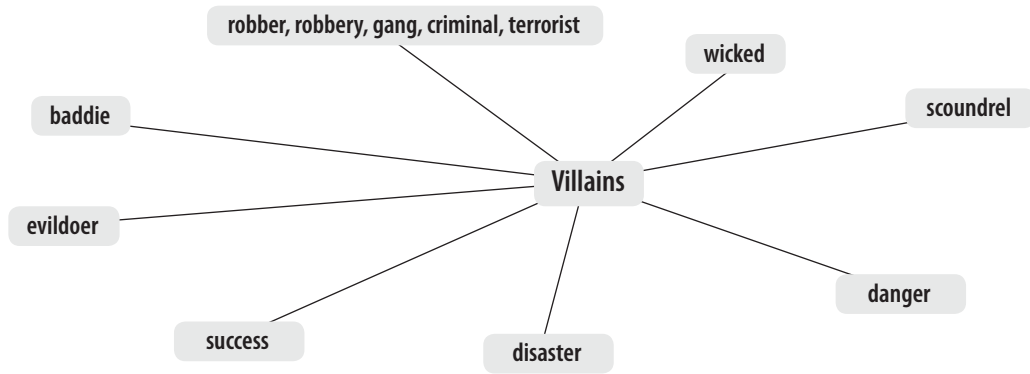 robber, robbery, gang, criminal, terrorist
wicked
baddie
scoundrel
Villains
evildoer
danger
success
disaster